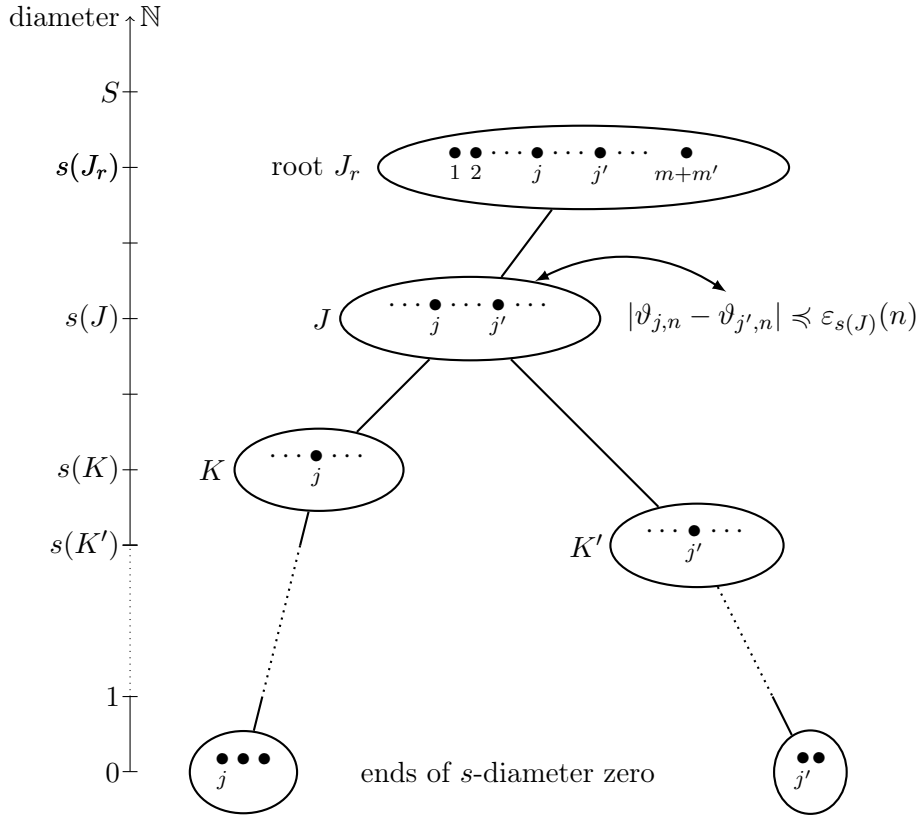 diameter ℕ
S
s(J_r)
root J_r
1 2 ⋯ j ⋯ j′ ⋯ m+m′
s(J)
J
⋯ j ⋯ j′ ⋯
|ϑ_{j,n} − ϑ_{j′,n}| ≼ ε_{s(J)}(n)
s(K)
K
⋯ j ⋯
s(K′)
K′
⋯ j′ ⋯
1
0
j
ends of s-diameter zero
j′